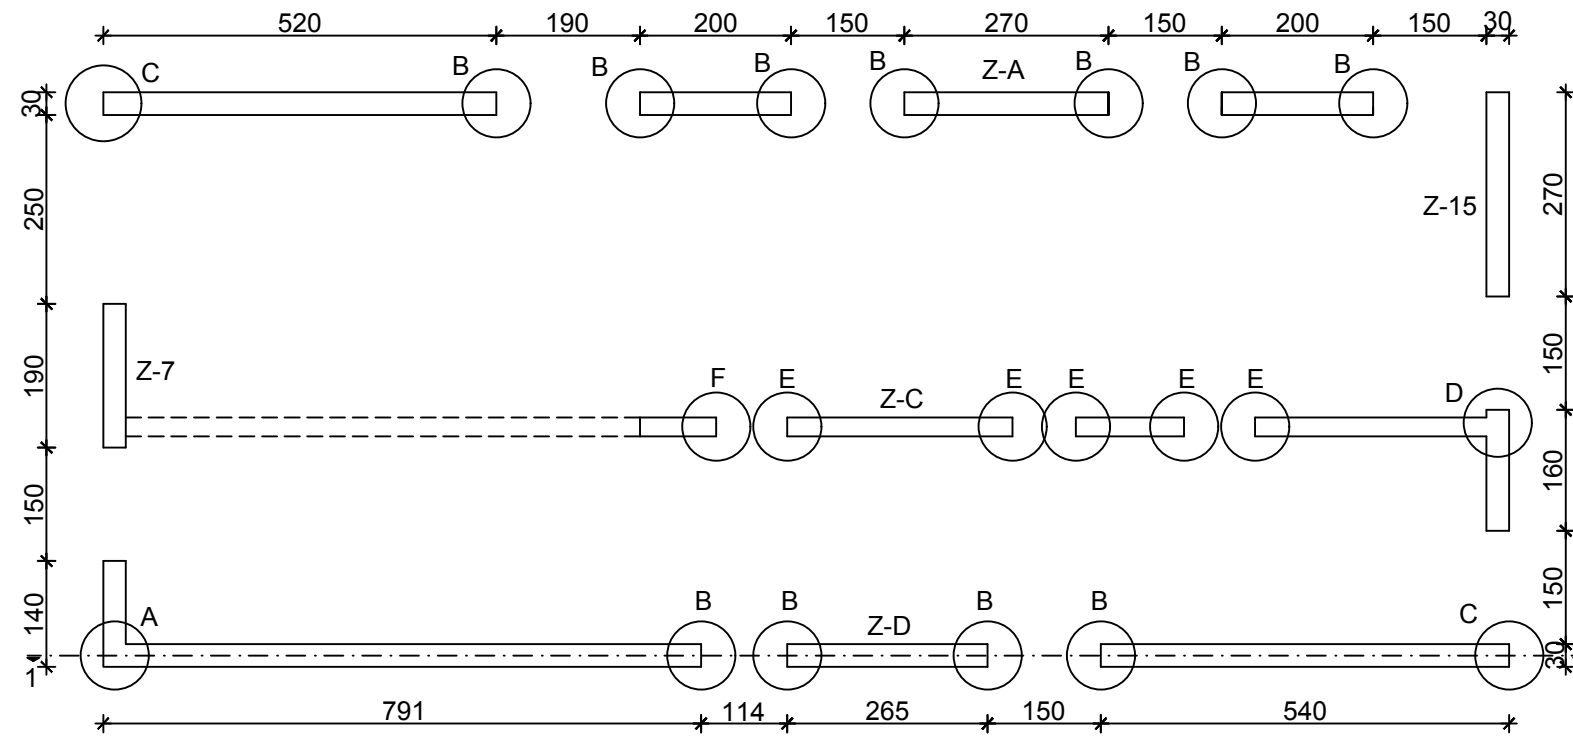 520 190 200 150 270 150 200 150 30
C B B B B Z-A B B B
30
250 Z-15 270
190 Z-7 150
F E Z-C E E E E D
150 160
140 A B B Z-D B B C 150
1 30
791 114 265 150 540